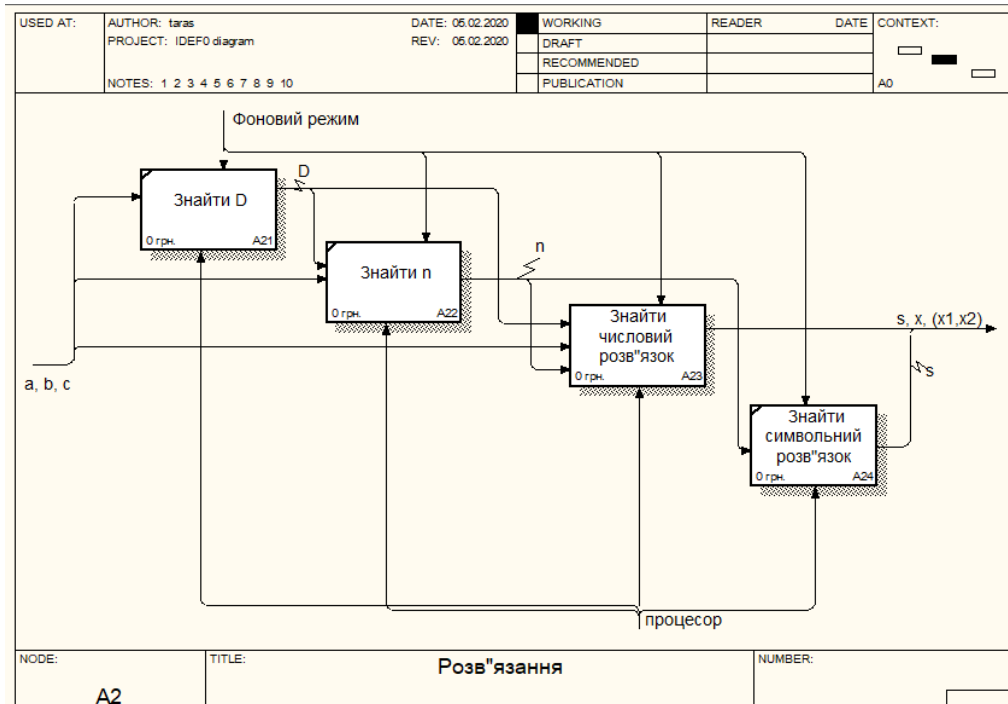 USED AT:
AUTHOR: taras
DATE: 05.02.2020
WORKING
READER
DATE
CONTEXT:
PROJECT: IDEF0 diagram
REV: 05.02.2020
DRAFT
RECOMMENDED
NOTES: 1 2 3 4 5 6 7 8 9 10
PUBLICATION
A0
Фоновий режим
D
Знайти D
0 грн.
A21
n
Знайти n
0 грн.
A22
Знайти
числовий
розв"язок
0 грн.
A23
s, x, (x1,x2)
s
a, b, c
Знайти
символьний
розв"язок
0 грн.
A24
процесор
NODE:
TITLE:
Розв"язання
NUMBER:
A2